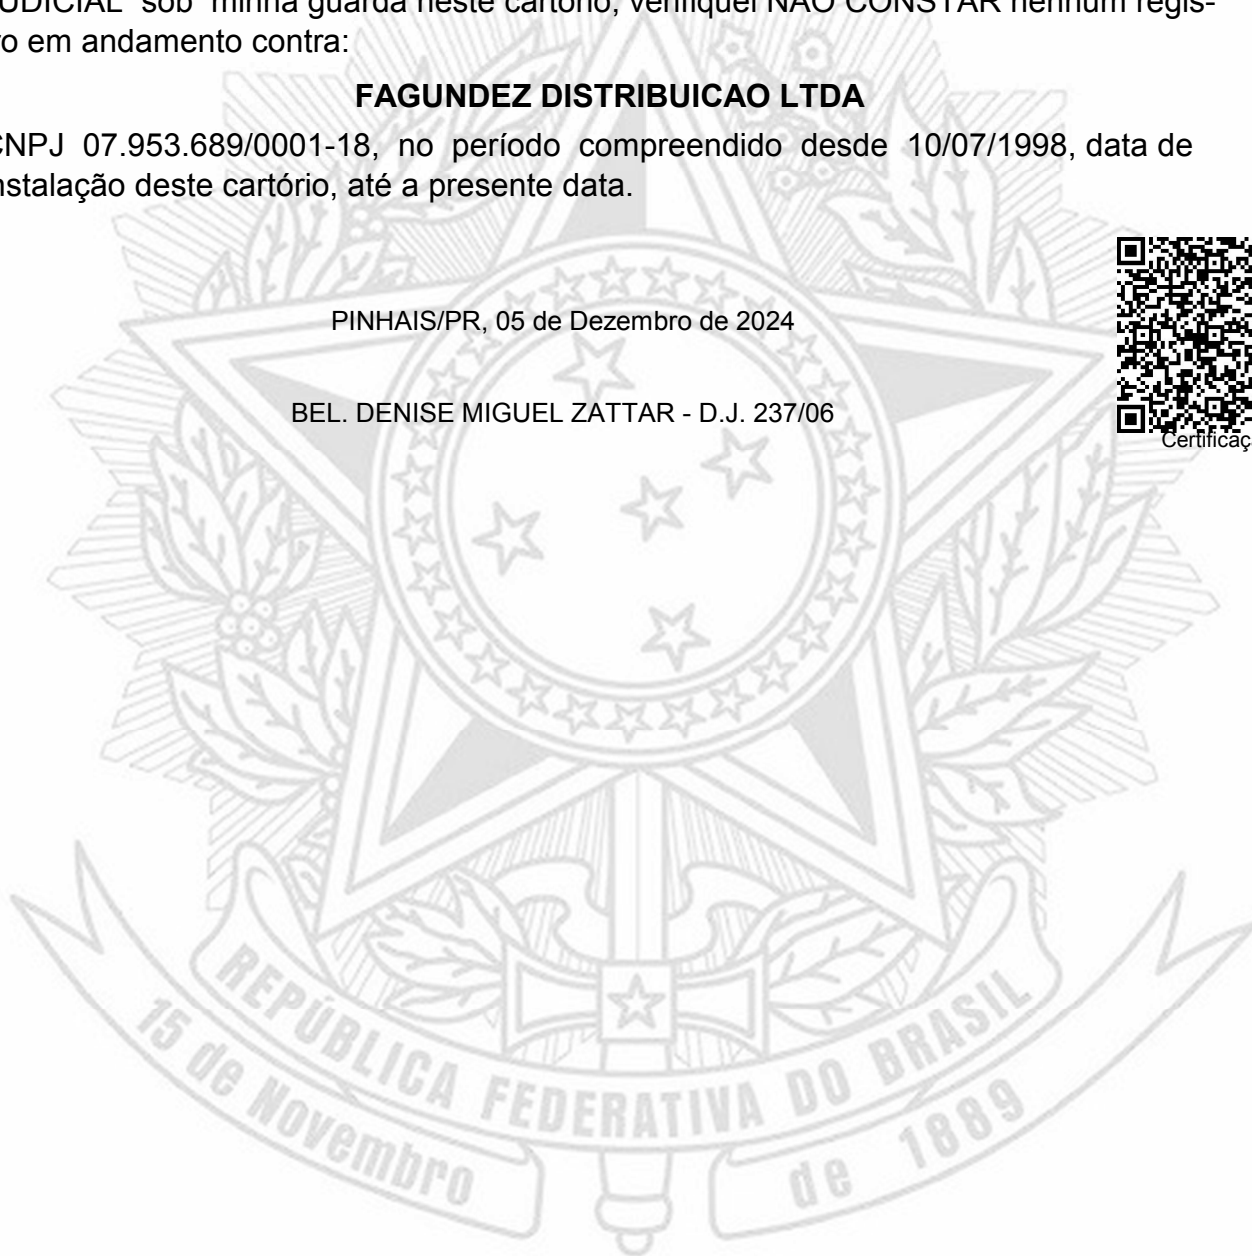 UDICIAL sob minha guarda neste cartório, verifiquei NÃO CONSTAR nenhum regis-
ro em andamento contra:
FAGUNDEZ DISTRIBUICAO LTDA
CNPJ 07.953.689/0001-18, no período compreendido desde 10/07/1998, data de
nstalação deste cartório, até a presente data.
PINHAIS/PR, 05 de Dezembro de 2024
BEL. DENISE MIGUEL ZATTAR - D.J. 237/06
Certificaç
REPÚBLICA FEDERATIVA DO BRASIL
15 de Novembro de 1889